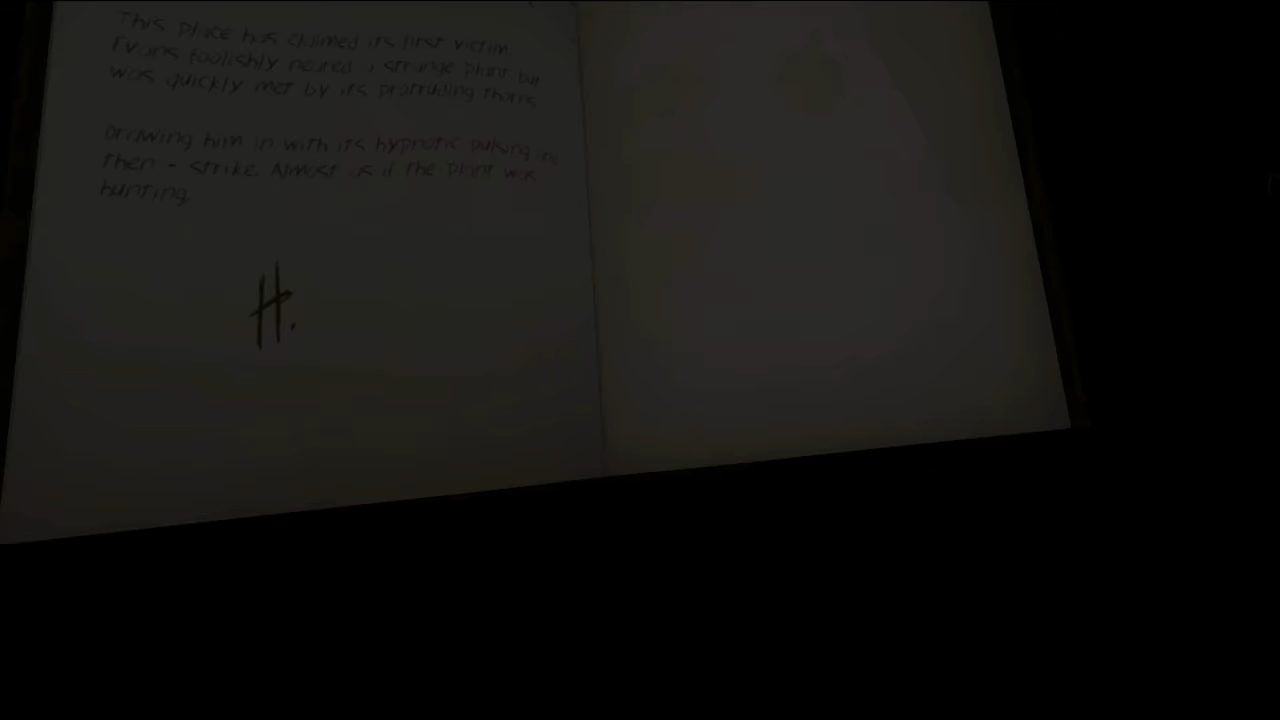 This place has claimed its first victim.
Evans foolishly neared a strange plant but
was quickly met by its protruding thorns.
Drawing him in with its hypnotic pulsing and
then - strike. Almost as if the plant was
hunting.
H.